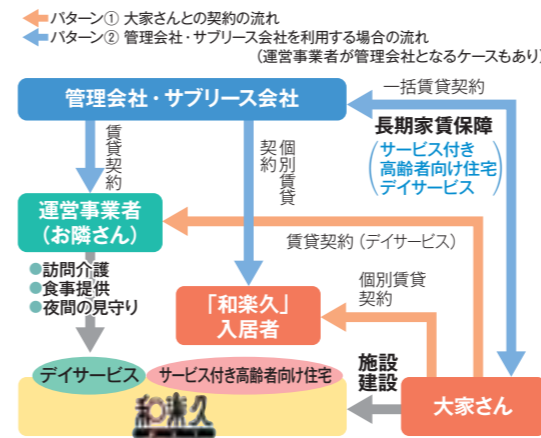 パターン① 大家さんとの契約の流れ
パターン② 管理会社・サブリース会社を利用する場合の流れ
(運営事業者が管理会社となるケースもあり)
管理会社・サブリース会社
一括賃貸契約
長期家賃保障
サービス付き
高齢者向け住宅
デイサービス
賃貸契約
個別賃貸
契約
運営事業者
(お隣さん)
賃貸契約(デイサービス)
●訪問介護
●食事提供
●夜間の見守り
個別賃貸
契約
「和楽久」
入居者
デイサービス
サービス付き高齢者向け住宅
施設
建設
大家さん
和楽久